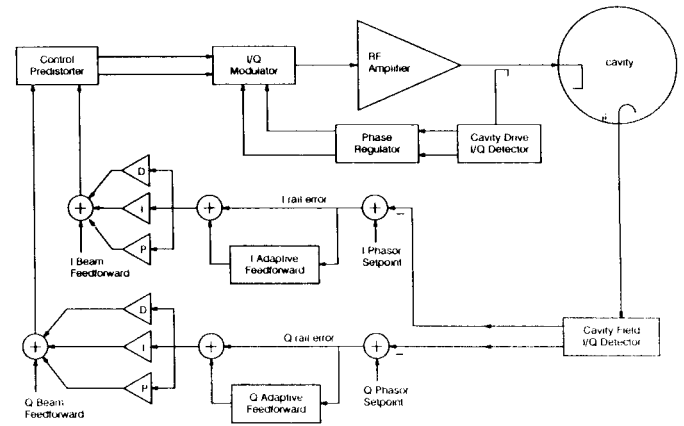 Control
Predistorter
I/Q
Modulator
RF
Amplifier
cavity
Phase
Regulator
Cavity Drive
I/Q Detector
D
I
P
I rail error
I Beam
Feedforward
I Adaptive
Feedforward
I Phasor
Setpoint
Cavity Field
I/Q Detector
D
I
P
Q rail error
Q Beam
Feedforward
Q Adaptive
Feedforward
Q Phasor
Setpoint